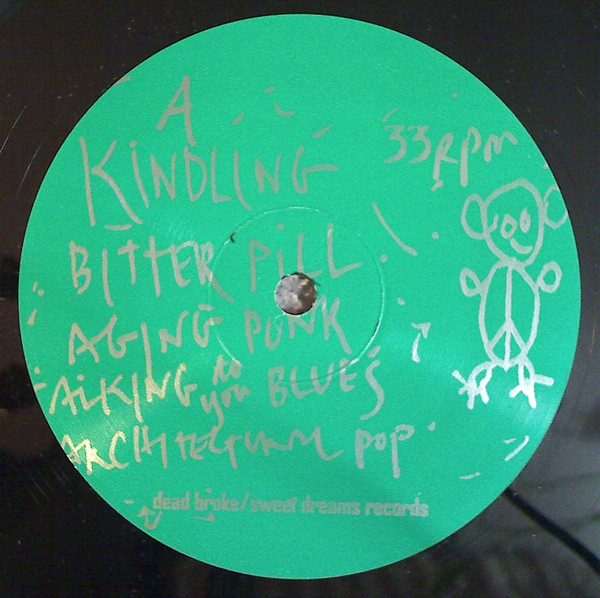 A
KINDLING
33 RPM
BITTER PILL
AGING PUNK
TALKING to you BLUES
ARCHITECTURAL POP
dead broke/sweet dreams records